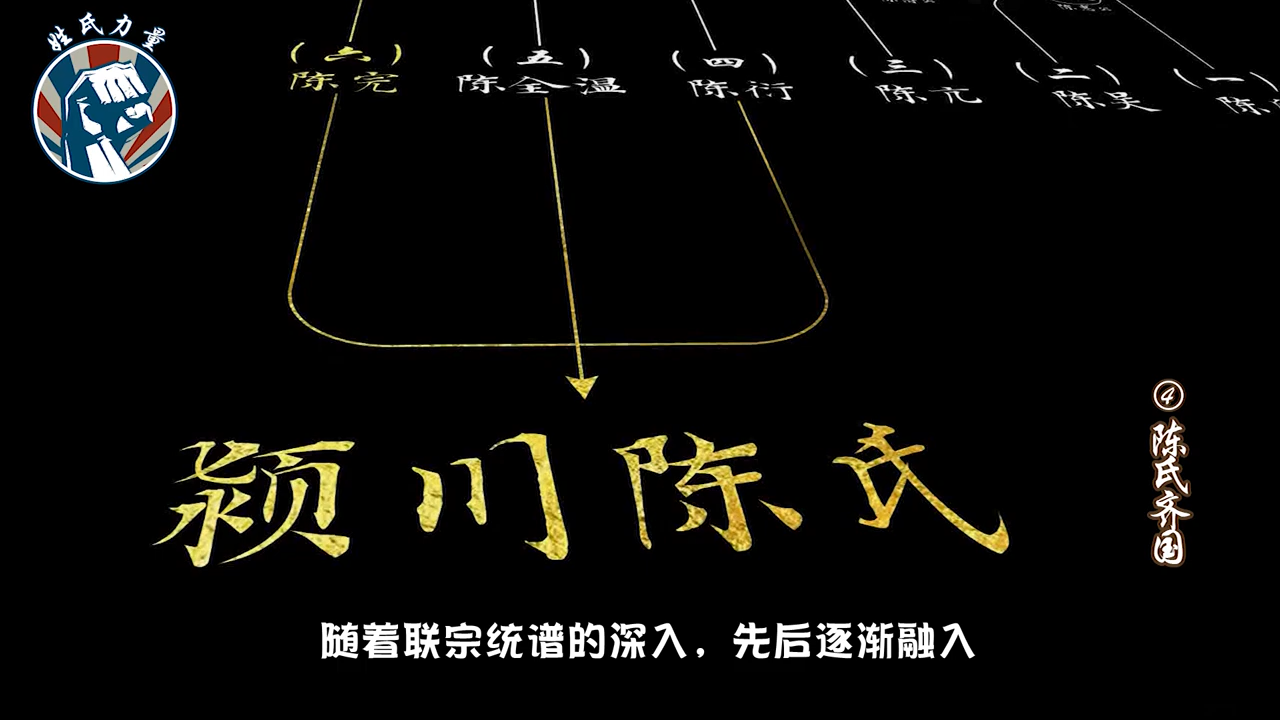 姓氏力量
(六) (五) (四) (三) (二) (一)
陈完 陈全温 陈衍 陈亢 陈吴 陈
颍川陈氏
④陈氏齐国
随着联宗统谱的深入，先后逐渐融入